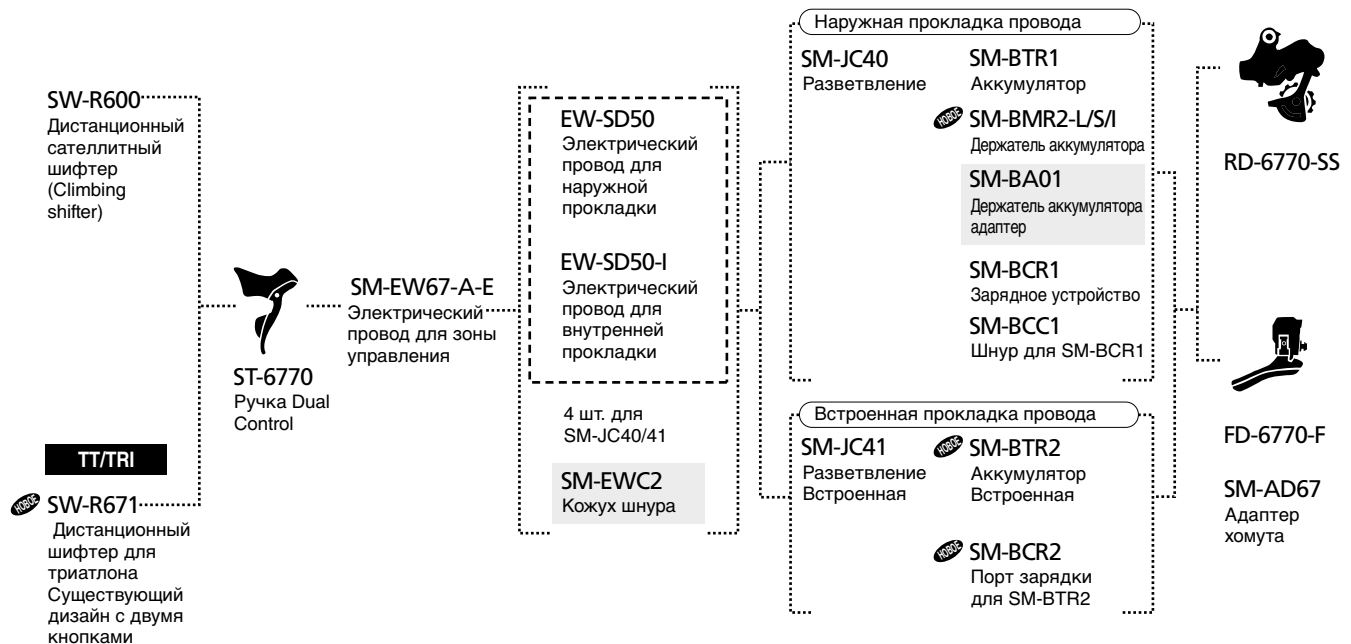 SW-R600
Дистанционный
сателлитный
шифтер
(Climbing
shifter)
TT/TRI
НОВОЕ
SW-R671
Дистанционный
шифтер для
триатлона
Существующий
дизайн с двумя
кнопками
ST-6770
Ручка Dual
Control
SM-EW67-A-E
Электрический
провод для зоны
управления
EW-SD50
Электрический
провод для
наружной
прокладки
EW-SD50-I
Электрический
провод для
внутренней
прокладки
4 шт. для
SM-JC40/41
SM-EWC2
Кожух шнура
Наружная прокладка провода
SM-JC40
Разветвление
SM-BTR1
Аккумулятор
НОВОЕ
SM-BMR2-L/S/I
Держатель аккумулятора
SM-BA01
Держатель аккумулятора
адаптер
SM-BCR1
Зарядное устройство
SM-BCC1
Шнур для SM-BCR1
Встроенная прокладка провода
SM-JC41
Разветвление
Встроенная
НОВОЕ
SM-BTR2
Аккумулятор
Встроенная
НОВОЕ
SM-BCR2
Порт зарядки
для SM-BTR2
RD-6770-SS
FD-6770-F
SM-AD67
Адаптер
хомута